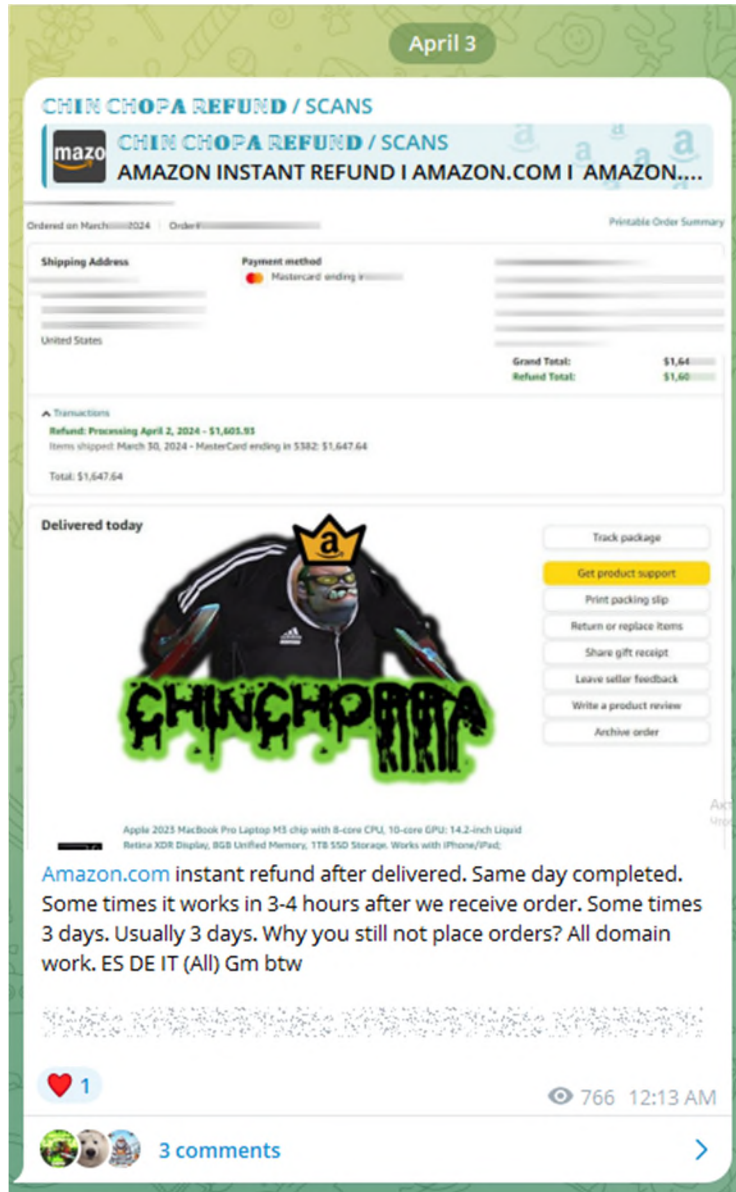 April 3
ℂℍ𝕀ℕ ℂℍ𝕆ℙ𝔸 ℝ𝔼𝔽𝕌ℕ𝔻 / SCANS
mazo
ℂℍ𝕀ℕ ℂℍ𝕆ℙ𝔸 ℝ𝔼𝔽𝕌ℕ𝔻 / SCANS
AMAZON INSTANT REFUND I AMAZON.COM I AMAZON....
Ordered on March 2024 Order
Printable Order Summary
Shipping Address
Payment method
Mastercard ending
United States
Grand Total: $1,64
Refund Total: $1,60
Transactions
Refund: Processing April 2, 2024 - $1,603.93
Items shipped: March 30, 2024 - MasterCard ending in 5382: $1,647.64
Total: $1,647.64
Delivered today
Track package
Get product support
Print packing slip
Return or replace items
Share gift receipt
Leave seller feedback
Write a product review
Archive order
a
CHINCHOPPA
Apple 2023 MacBook Pro Laptop M3 chip with 8-core CPU, 10-core GPU: 14.2-inch Liquid
Retina XDR Display, 8GB Unified Memory, 1TB SSD Storage. Works with iPhone/iPad;
Amazon.com instant refund after delivered. Same day completed.
Some times it works in 3-4 hours after we receive order. Some times
3 days. Usually 3 days. Why you still not place orders? All domain
work. ES DE IT (All) Gm btw
1
766 12:13 AM
3 comments